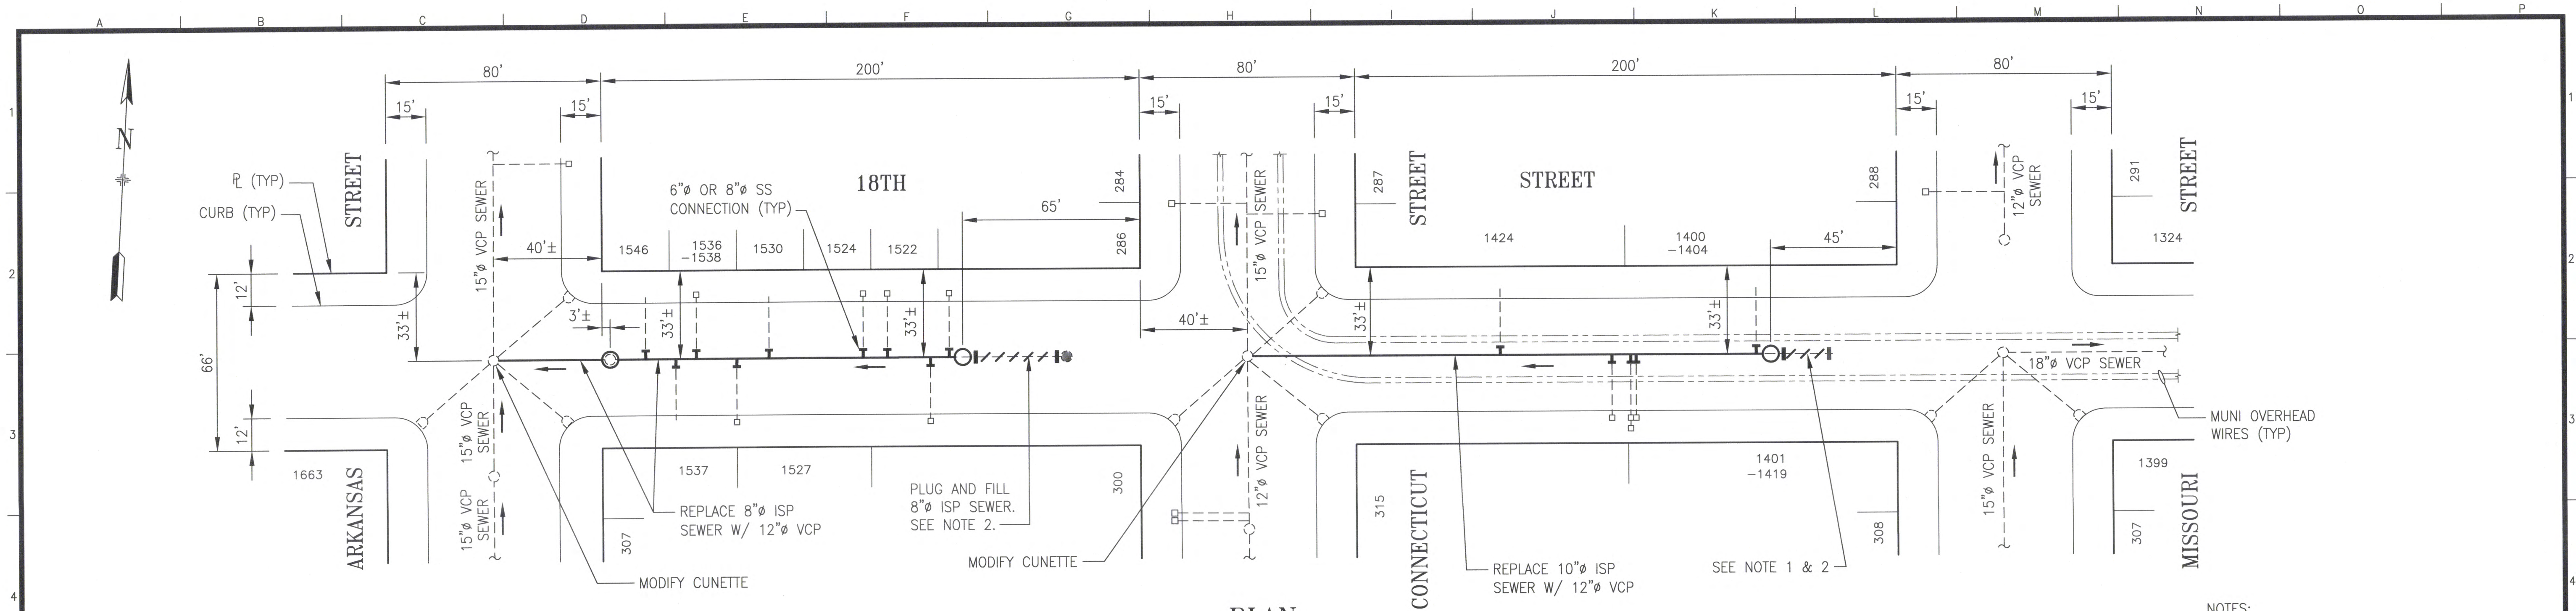 A B C D E F G H I J K L M N O P
80' 200' 80' 200' 80'
15' 15' 15' 15' 15' 15'
1 1
N
STREET
18TH
STREET
STREET
STREET
284
287
288
291
℄ (TYP)
CURB (TYP)
6"ø OR 8"ø SS
CONNECTION (TYP)
65'
15"ø VCP SEWER
15"ø VCP SEWER
12"ø VCP
SEWER
40'±
1546
1536
-1538
1530
1524
1522
286
1424
1400
-1404
45'
1324
2 2
12'
33'±
3'±
33'±
33'±
40'±
33'±
33'±
66'
18"ø VCP SEWER
12'
3 3
MUNI OVERHEAD
WIRES (TYP)
15"ø VCP
SEWER
12"ø VCP SEWER
15"ø VCP SEWER
1663
1537
1527
300
315
1401
-1419
308
1399
307
307
15"ø VCP
SEWER
ARKANSAS
CONNECTICUT
MISSOURI
REPLACE 8"ø ISP
SEWER W/ 12"ø VCP
PLUG AND FILL
8"ø ISP SEWER.
SEE NOTE 2.
MODIFY CUNETTE
MODIFY CUNETTE
REPLACE 10"ø ISP
SEWER W/ 12"ø VCP
SEE NOTE 1 & 2
4 4
PLAN
NOTES: